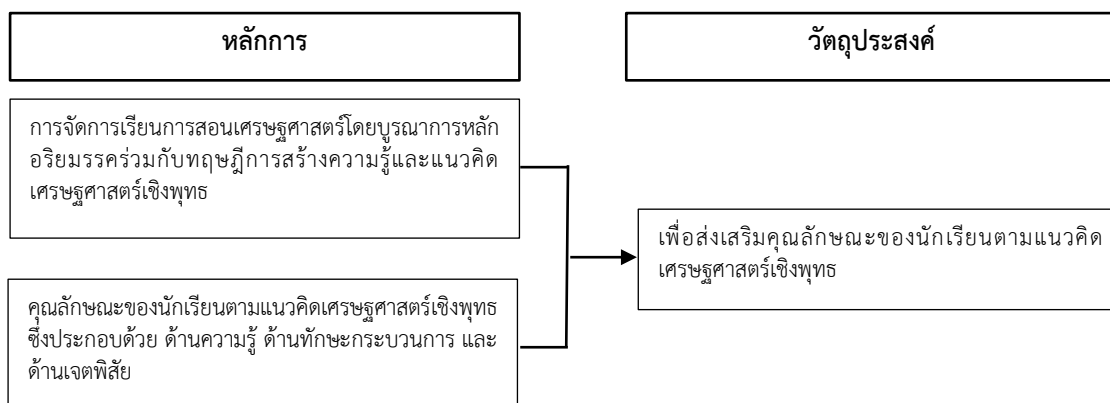 หลักการ
วัตถุประสงค์
การจัดการเรียนการสอนเศรษฐศาสตร์โดยบูรณาการหลัก
อริยมรรคร่วมกับทฤษฎีการสร้างความรู้และแนวคิด
เศรษฐศาสตร์เชิงพุทธ
เพื่อส่งเสริมคุณลักษณะของนักเรียนตามแนวคิด
เศรษฐศาสตร์เชิงพุทธ
คุณลักษณะของนักเรียนตามแนวคิดเศรษฐศาสตร์เชิงพุทธ
ซึ่งประกอบด้วย ด้านความรู้ ด้านทักษะกระบวนการ และ
ด้านเจตพิสัย